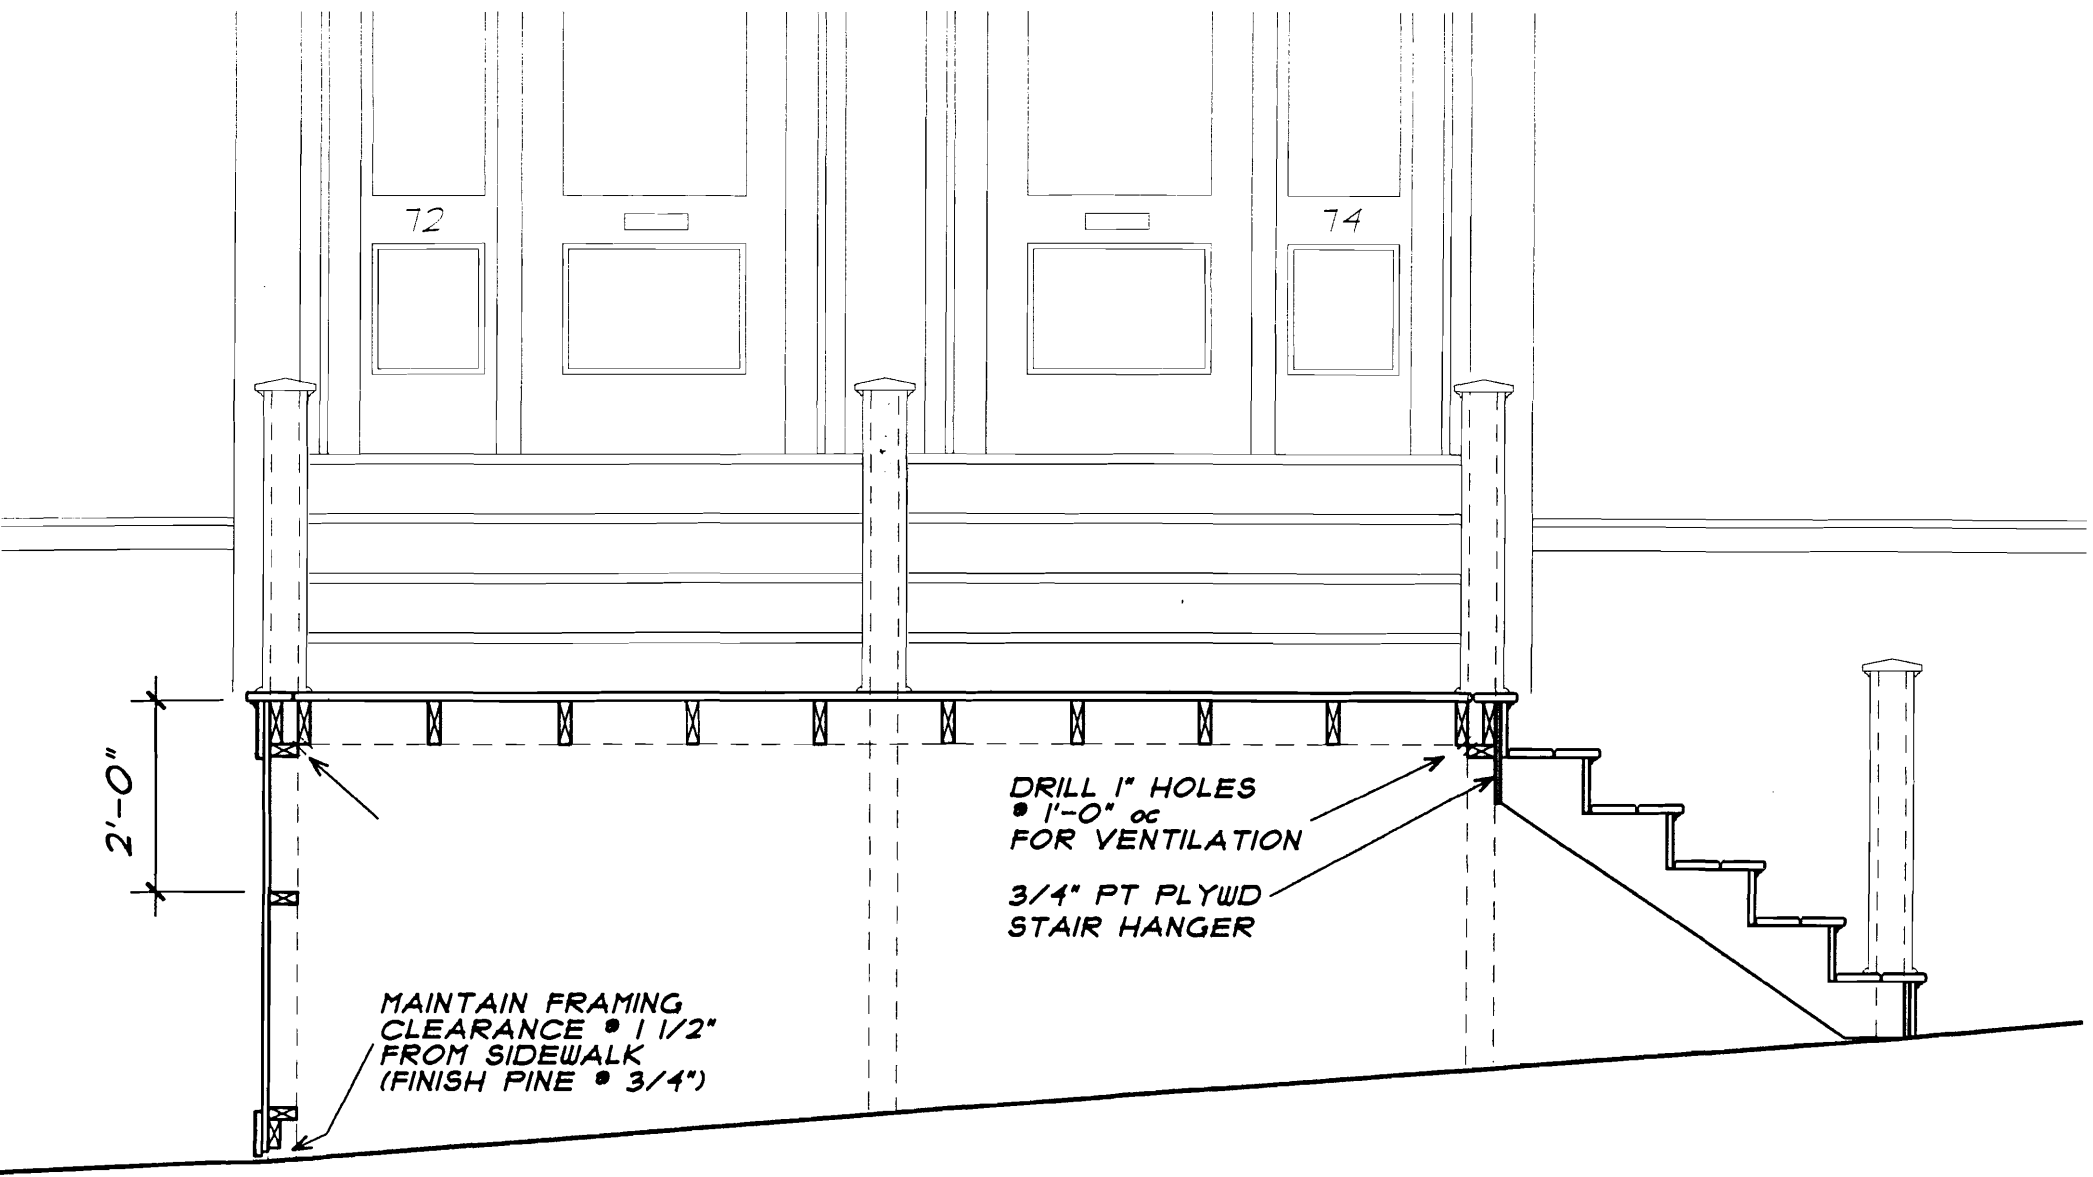 72
74
2'-0"
DRILL 1" HOLES
@ 1'-0" oc
FOR VENTILATION
3/4" PT PLYWD
STAIR HANGER
MAINTAIN FRAMING
CLEARANCE @ 1 1/2"
FROM SIDEWALK
(FINISH PINE @ 3/4")